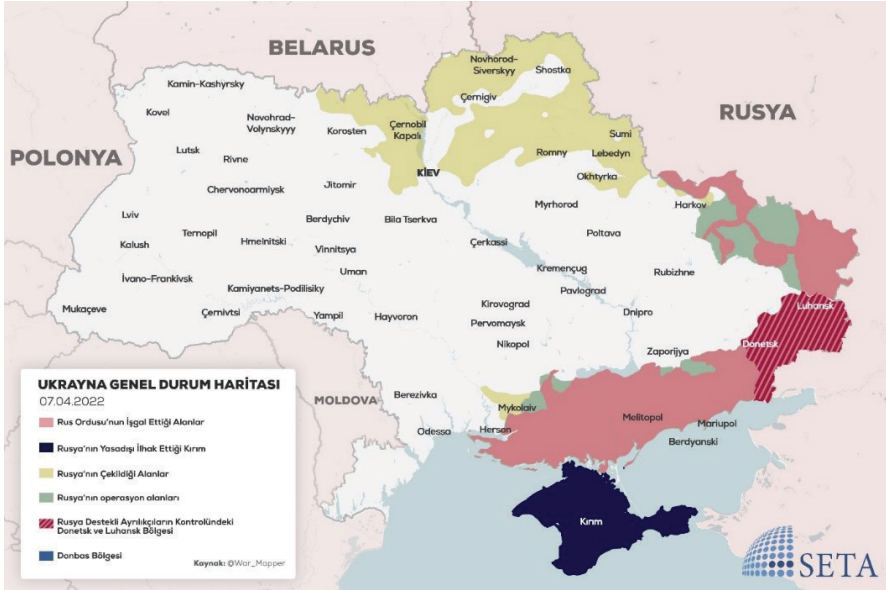 BELARUS
RUSYA
POLONYA
MOLDOVA
Novhorod-
Siverskyy
Shostka
Kamin-Kashyrsky
Çernigiv
Kovel
Novohrad-
Volynskyyy
Korosten
Çernobil
Kapalı
Sumi
Lutsk
Rivne
Romny
Lebedyn
KİEV
Okhtyrka
Chervonoarmiysk
Jitomir
Myrhorod
Harkov
Lviv
Berdychiv
Bila Tserkva
Ternopil
Hmelnitski
Poltava
Kalush
Vinnitsya
Çerkassi
Uman
Kremençug
Rubizhne
İvano-Frankivsk
Kamiyanets-Podilisiky
Pavlograd
Mukaçeve
Çernivtsi
Yampil
Hayvoron
Kirovograd
Pervomaysk
Dnipro
Luhansk
Nikopol
Zaporijya
Donetsk
Berezivka
Mykolaiv
Melitopol
Mariupol
Odessa
Herson
Berdyanski
Kırım
UKRAYNA GENEL DURUM HARİTASI
07.04.2022
Rus Ordusu'nun İşgal Ettiği Alanlar
Rusya'nın Yasadışı İlhak Ettiği Kırım
Rusya'nın Çekildiği Alanlar
Rusya'nın operasyon alanları
Rusya Destekli Ayrılıkçıların Kontrolündeki
Donetsk ve Luhansk Bölgesi
Donbas Bölgesi
Kaynak: @War_Mapper
SETA